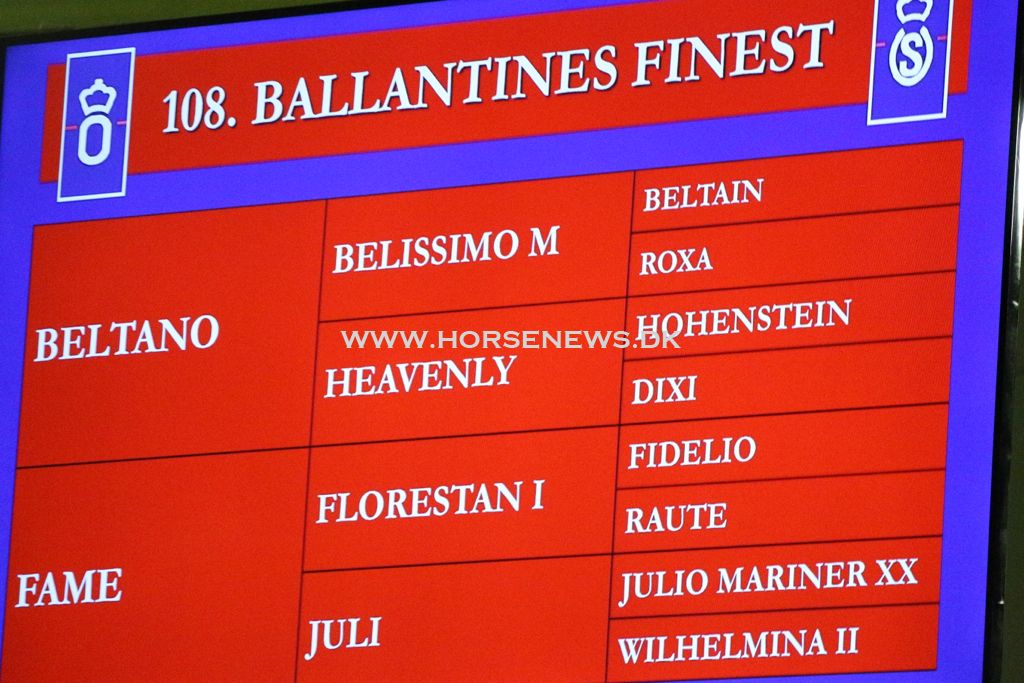 108. BALLANTINES FINEST
O
S
BELTANO
BELISSIMO M
BELTAIN
ROXA
HEAVENLY
HOHENSTEIN
DIXI
WWW.HORSENEWS.DK
FAME
FLORESTAN I
FIDELIO
RAUTE
JULI
JULIO MARINER XX
WILHELMINA II